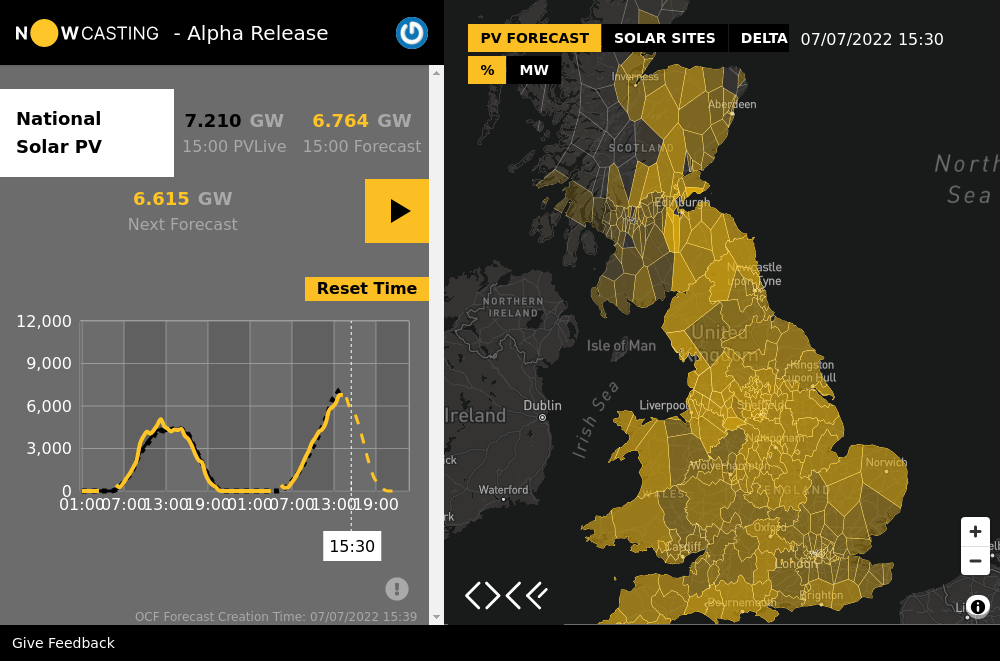 NOWCASTING - Alpha Release
National
Solar PV
7.210 GW
15:00 PVLive
6.764 GW
15:00 Forecast
6.615 GW
Next Forecast
Reset Time
12,000
9,000
6,000
3,000
0
01:00 07:00 13:00 19:00 01:00 07:00 13:00 19:00
15:30
OCF Forecast Creation Time: 07/07/2022 15:39
Give Feedback
PV FORECAST SOLAR SITES DELTA 07/07/2022 15:30
% MW
Inverness
Aberdeen
SCOTLAND
North
Sea
Edinburgh
Newcastle
upon Tyne
NORTHERN
IRELAND
United
Kingdom
Isle of Man
Kingston
upon Hull
Irish Sea
Ireland
Dublin
Liverpool
Sheffield
Nottingham
Norwich
Wolverhampton
Waterford
WALES
ENGLAND
Oxford
Cardiff
London
Brighton
Bournemouth
+
−